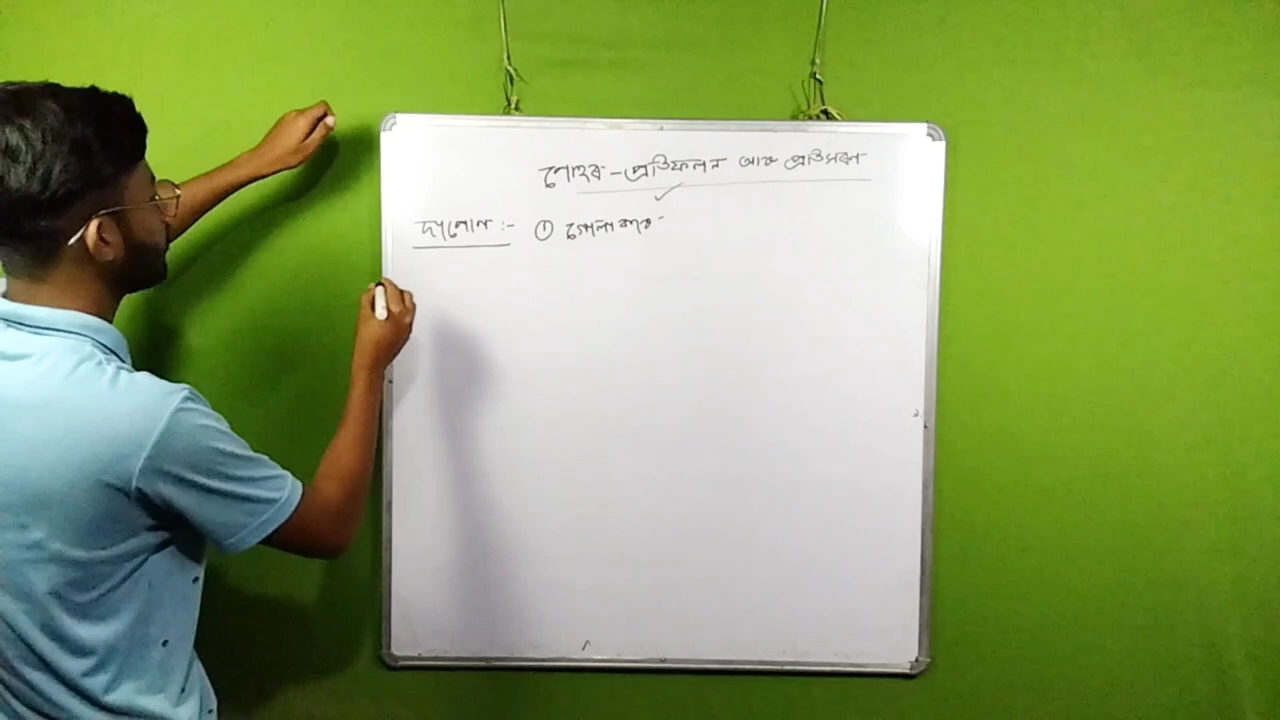 পোহৰ - প্ৰতিফলন আৰু প্ৰতিসৰণ
দাপোণ :- ① গোলাকাৰ